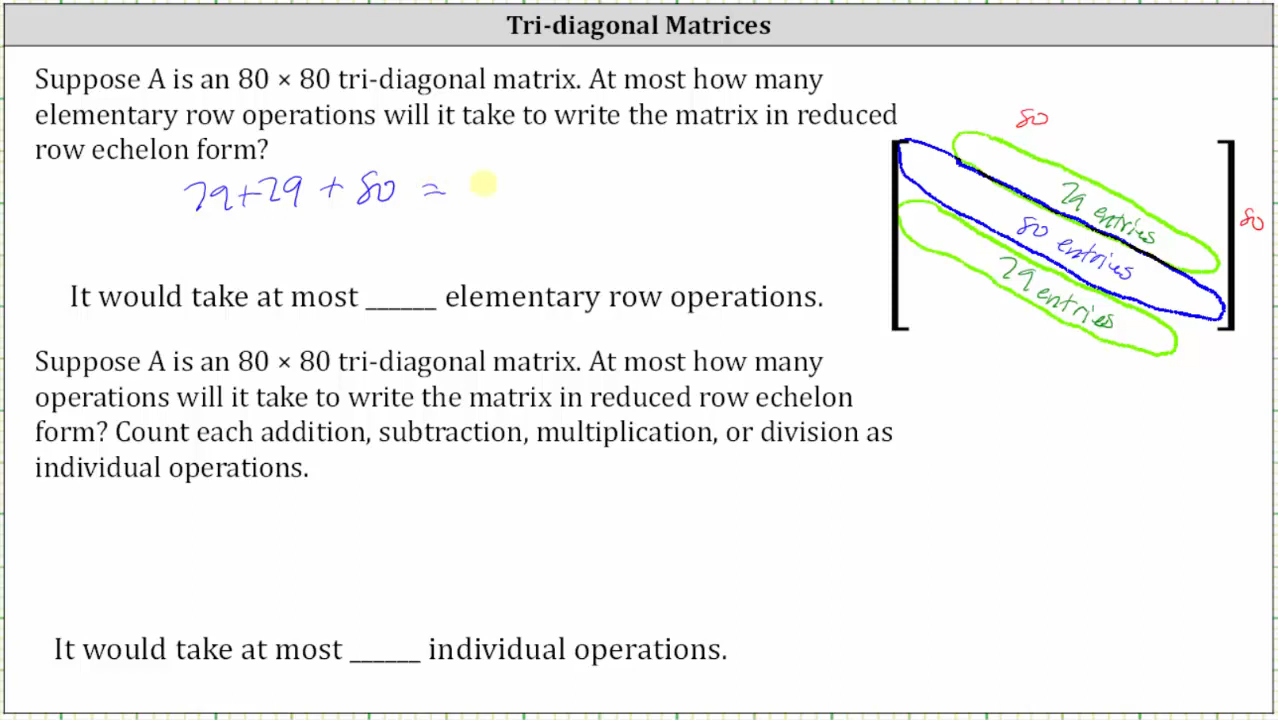 Tri-diagonal Matrices
Suppose A is an 80 × 80 tri-diagonal matrix. At most how many
elementary row operations will it take to write the matrix in reduced
row echelon form?
79+79 + 80 =
It would take at most ______ elementary row operations.
80
79 entries
80 entries
79 entries
80
Suppose A is an 80 × 80 tri-diagonal matrix. At most how many
operations will it take to write the matrix in reduced row echelon
form? Count each addition, subtraction, multiplication, or division as
individual operations.
It would take at most ______ individual operations.